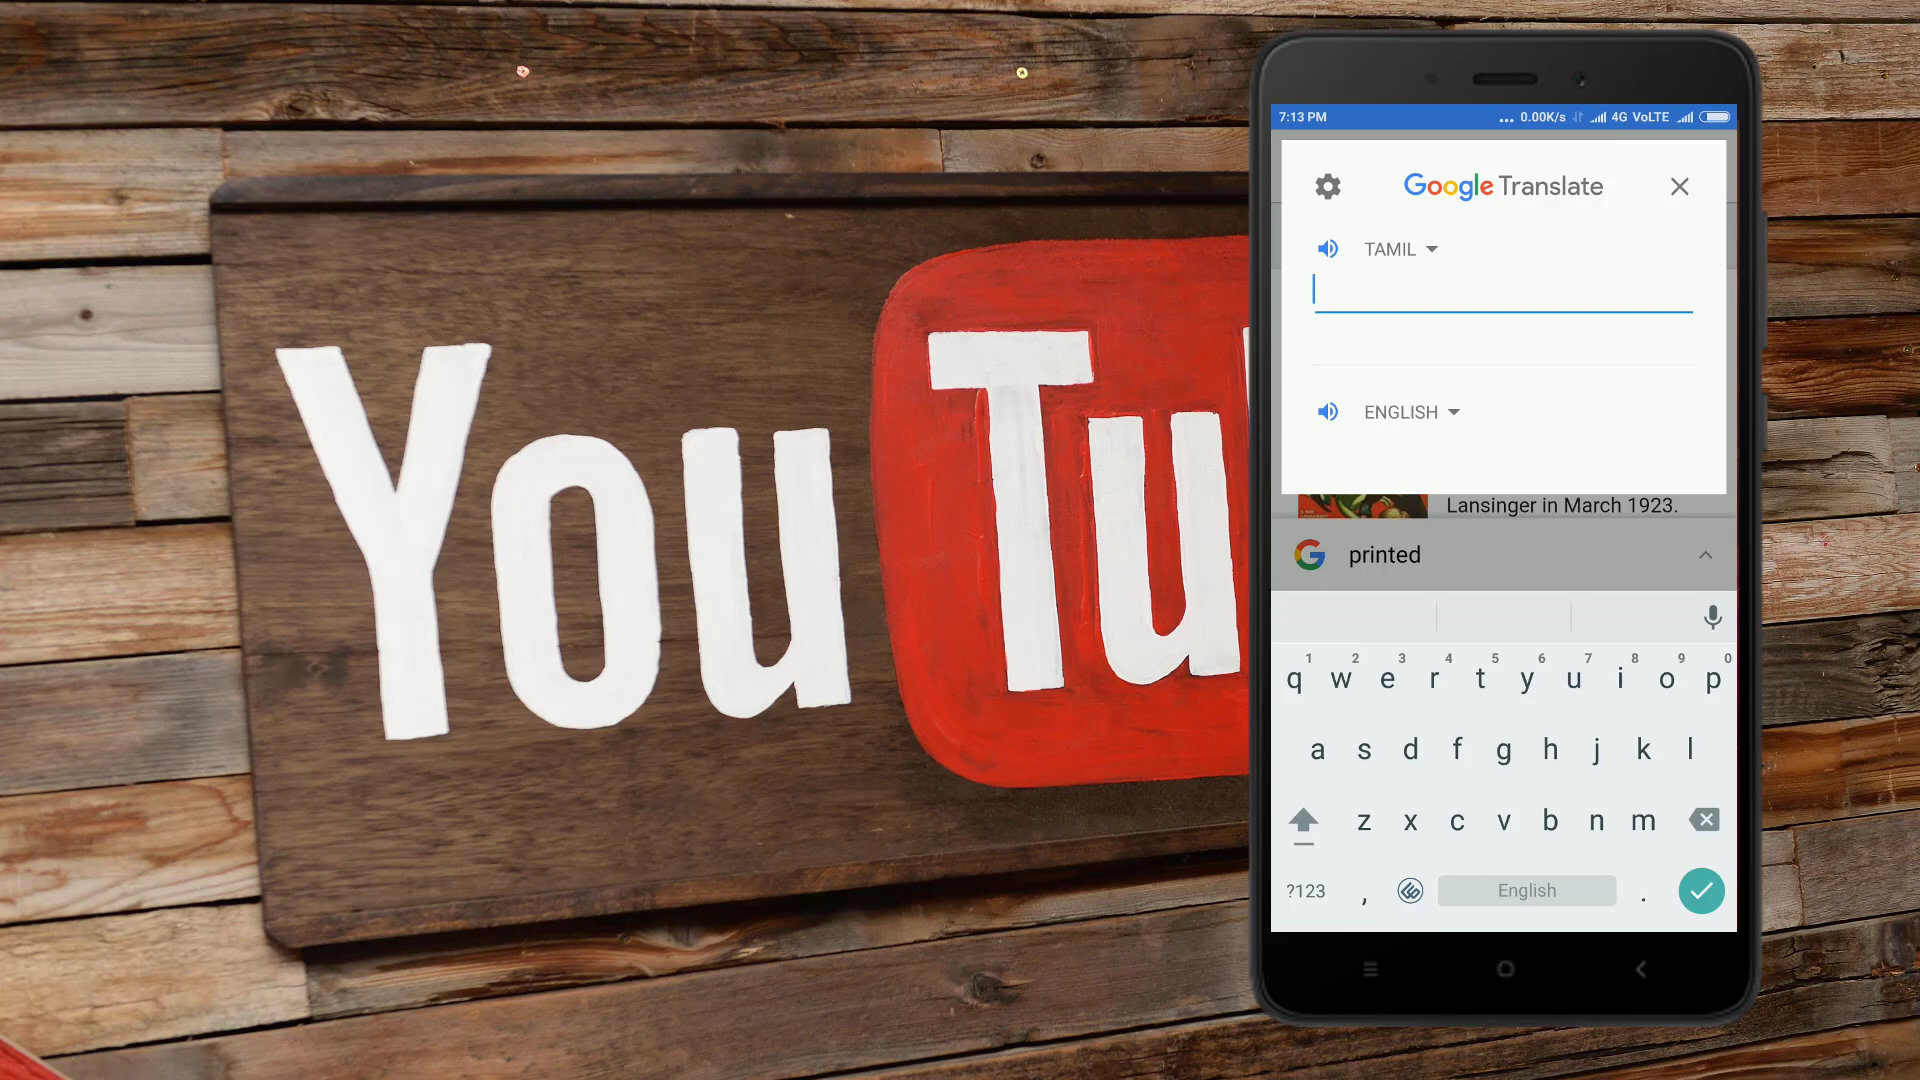 YouTu
7:13 PM
... 0.00K/s 4G VoLTE
Google Translate
TAMIL
ENGLISH
Lansinger in March 1923.
G printed
1 2 3 4 5 6 7 8 9 0
q w e r t y u i o p
a s d f g h j k l
z x c v b n m
?123 , English .